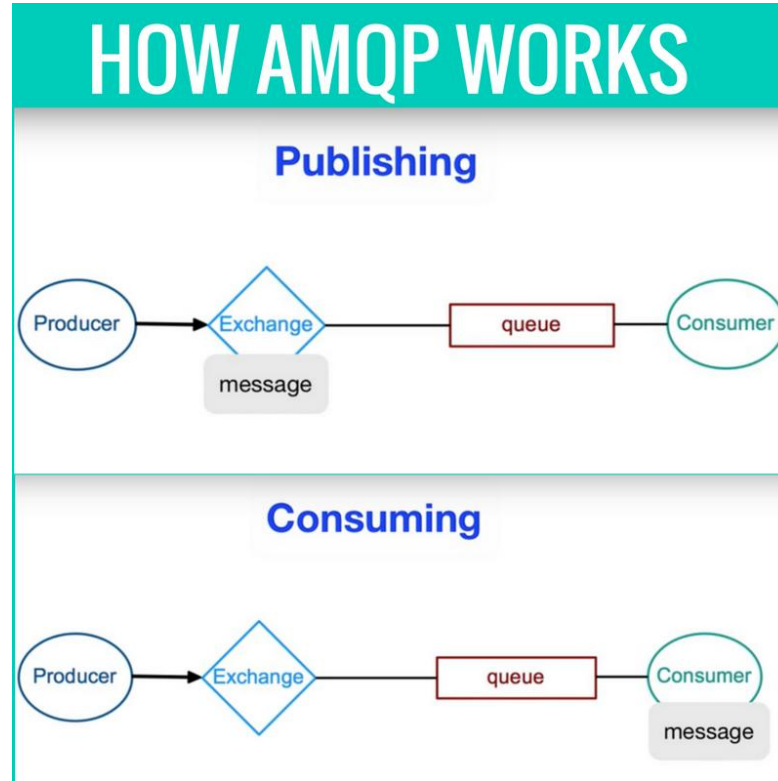 HOW AMQP WORKS
Publishing
Producer Exchange queue Consumer
message
Consuming
Producer Exchange queue Consumer
message